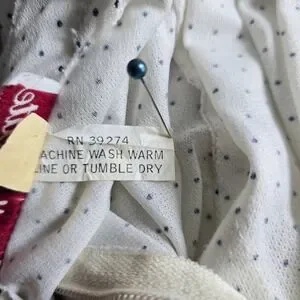 RN 39274
ACHINE WASH WARM
LINE OR TUMBLE DRY